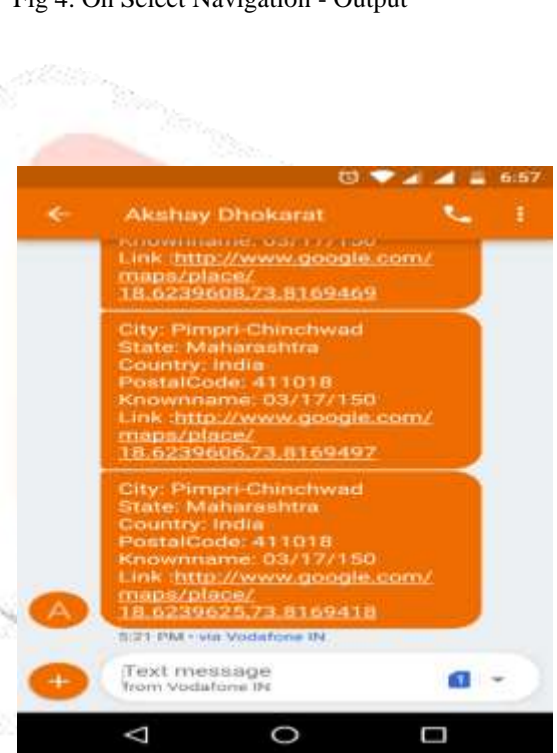 Fig 4: On Select Navigation - Output
6:57
Akshay Dhokarat
Knownname: 03/17/150
Link :http://www.google.com/
maps/place/
18.6239608,73.8169469
City: Pimpri-Chinchwad
State: Maharashtra
Country: India
PostalCode: 411018
Knownname: 03/17/150
Link :http://www.google.com/
maps/place/
18.6239606,73.8169497
City: Pimpri-Chinchwad
State: Maharashtra
Country: India
PostalCode: 411018
Knownname: 03/17/150
Link :http://www.google.com/
maps/place/
18.6239625,73.8169418
A
5:21 PM • via Vodafone IN
Text message
from Vodafone IN
1